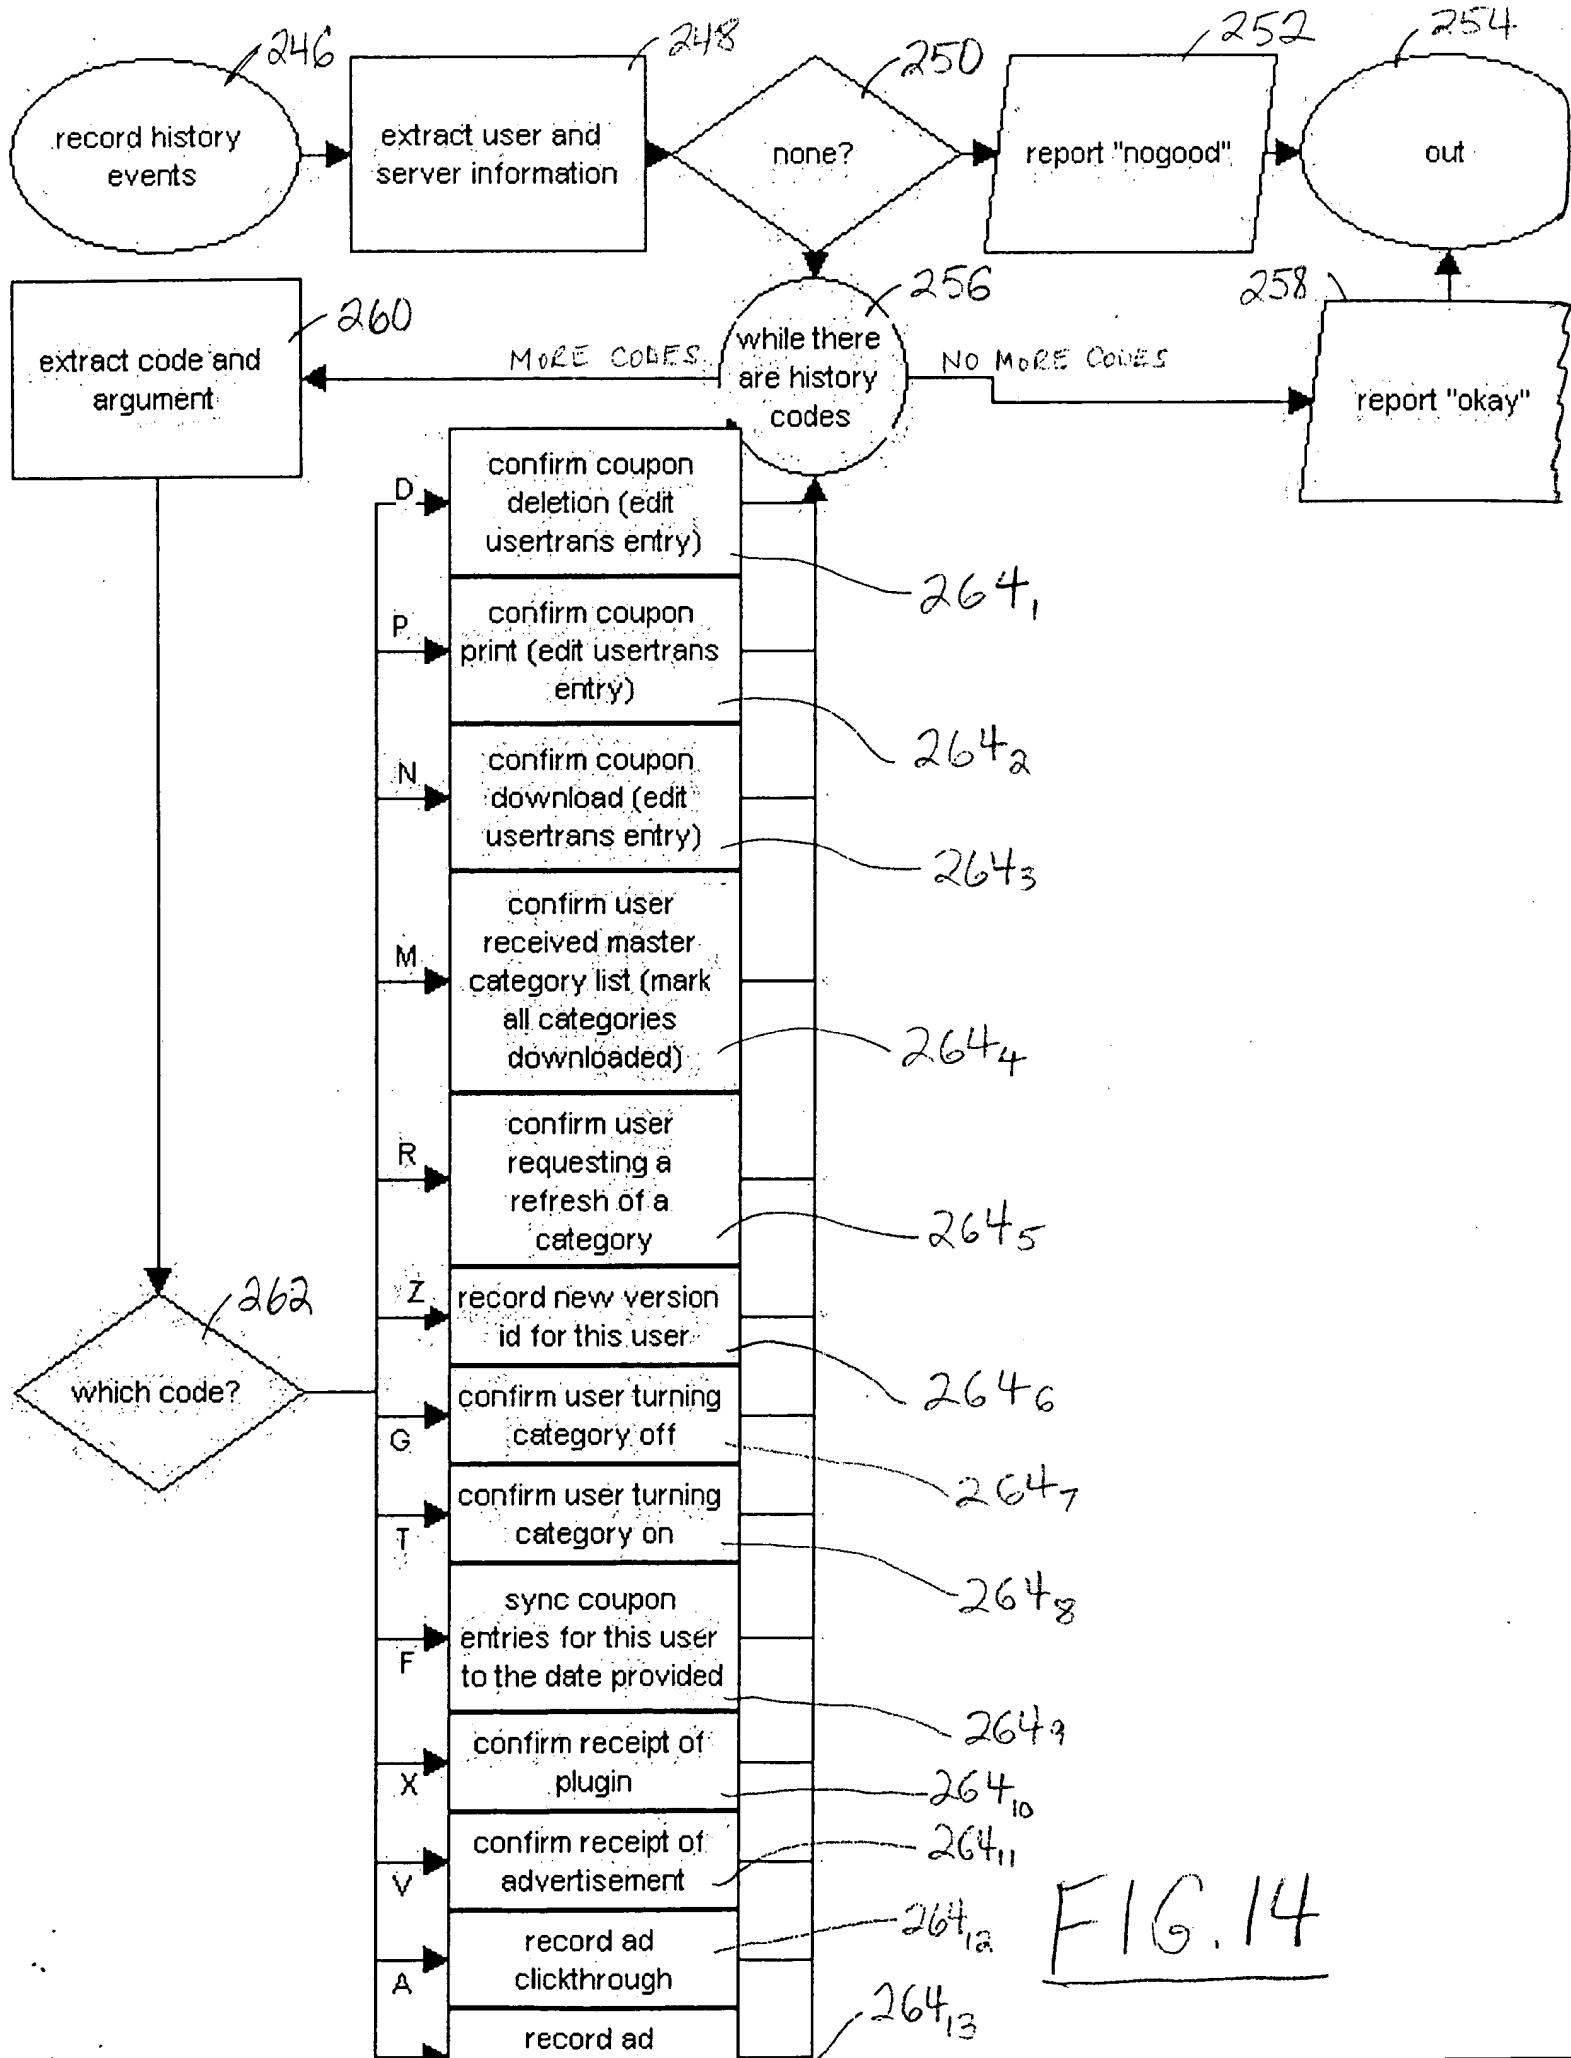 246
248
250
252
254
record history
events
extract user and
server information
none?
report "nogood"
out
256
258
260
extract code and
argument
MORE CODES
while there
are history
codes
NO MORE CODES
report "okay"
D
confirm coupon
deletion (edit
usertrans entry)
264₁
P
confirm coupon
print (edit usertrans
entry)
264₂
N
confirm coupon
download (edit
usertrans entry)
264₃
M
confirm user
received master
category list (mark
all categories
downloaded)
264₄
R
confirm user
requesting a
refresh of a
category
264₅
262
which code?
Z
record new version
id for this user
264₆
G
confirm user turning
category off
264₇
T
confirm user turning
category on
264₈
F
sync coupon
entries for this user
to the date provided
264₉
X
confirm receipt of
plugin
264₁₀
V
confirm receipt of
advertisement
264₁₁
A
record ad
clickthrough
264₁₂
record ad
264₁₃
FIG. 14